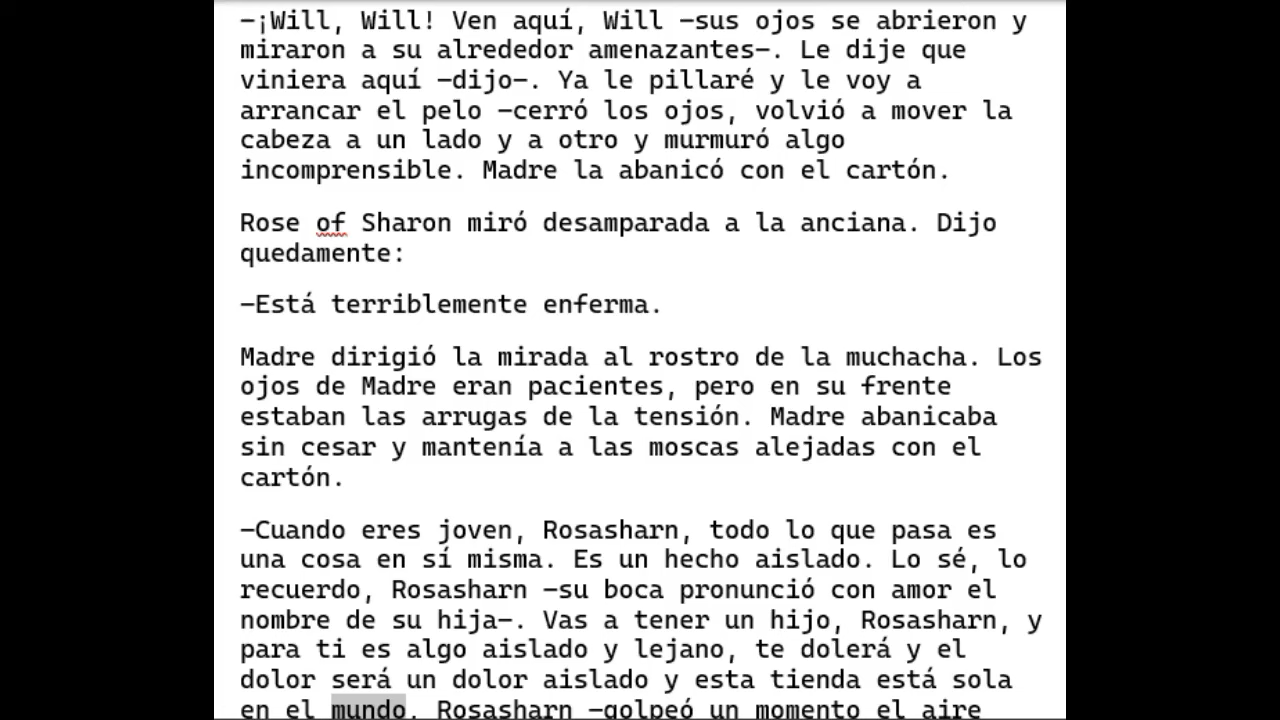 —¡Will, Will! Ven aquí, Will —sus ojos se abrieron y
miraron a su alrededor amenazantes—. Le dije que
viniera aquí —dijo—. Ya le pillaré y le voy a
arrancar el pelo —cerró los ojos, volvió a mover la
cabeza a un lado y a otro y murmuró algo
incomprensible. Madre la abanicó con el cartón.
Rose of Sharon miró desamparada a la anciana. Dijo
quedamente:
—Está terriblemente enferma.
Madre dirigió la mirada al rostro de la muchacha. Los
ojos de Madre eran pacientes, pero en su frente
estaban las arrugas de la tensión. Madre abanicaba
sin cesar y mantenía a las moscas alejadas con el
cartón.
—Cuando eres joven, Rosasharn, todo lo que pasa es
una cosa en sí misma. Es un hecho aislado. Lo sé, lo
recuerdo, Rosasharn —su boca pronunció con amor el
nombre de su hija—. Vas a tener un hijo, Rosasharn, y
para ti es algo aislado y lejano, te dolerá y el
dolor será un dolor aislado y esta tienda está sola
en el mundo, Rosasharn —golpeó un momento el aire